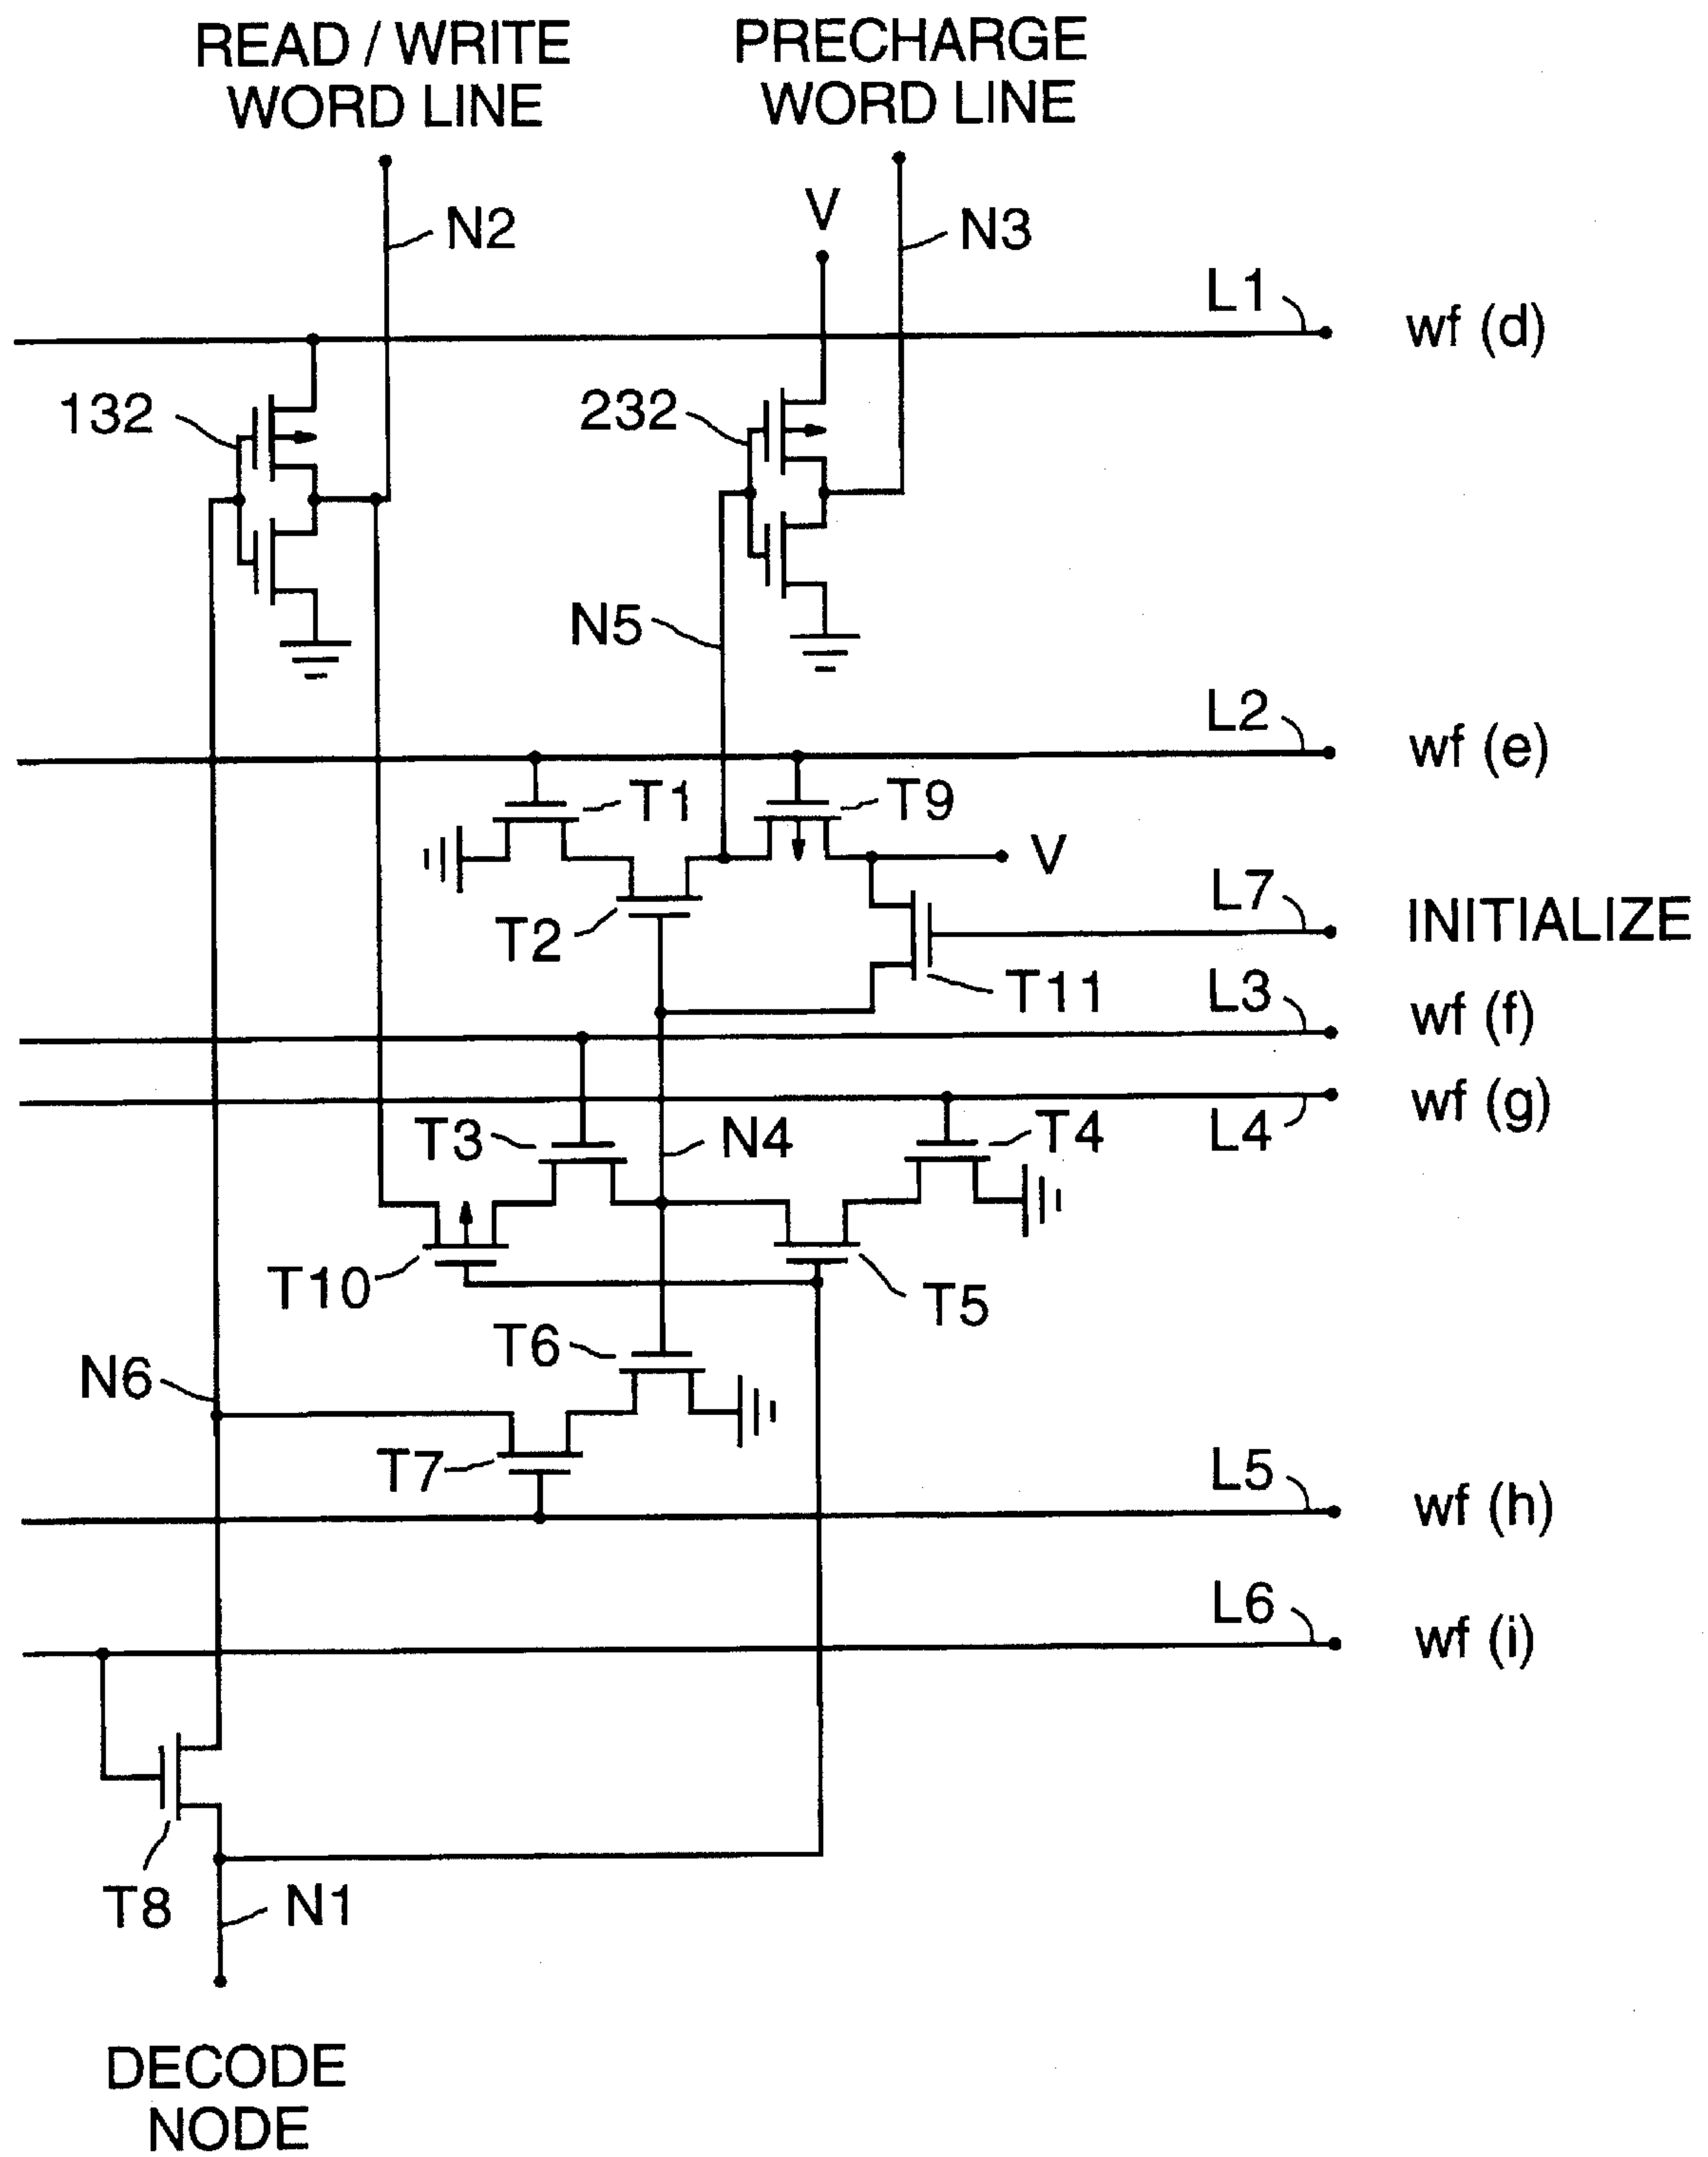 READ / WRITE
WORD LINE
PRECHARGE
WORD LINE
V
N2
N3
L1
wf (d)
132
232
N5
L2
wf (e)
T1
T9
V
L7
INITIALIZE
T2
T11
L3
wf (f)
wf (g)
L4
T3
N4
T4
T10
T5
T6
N6
T7
L5
wf (h)
L6
wf (i)
T8
N1
DECODE
NODE